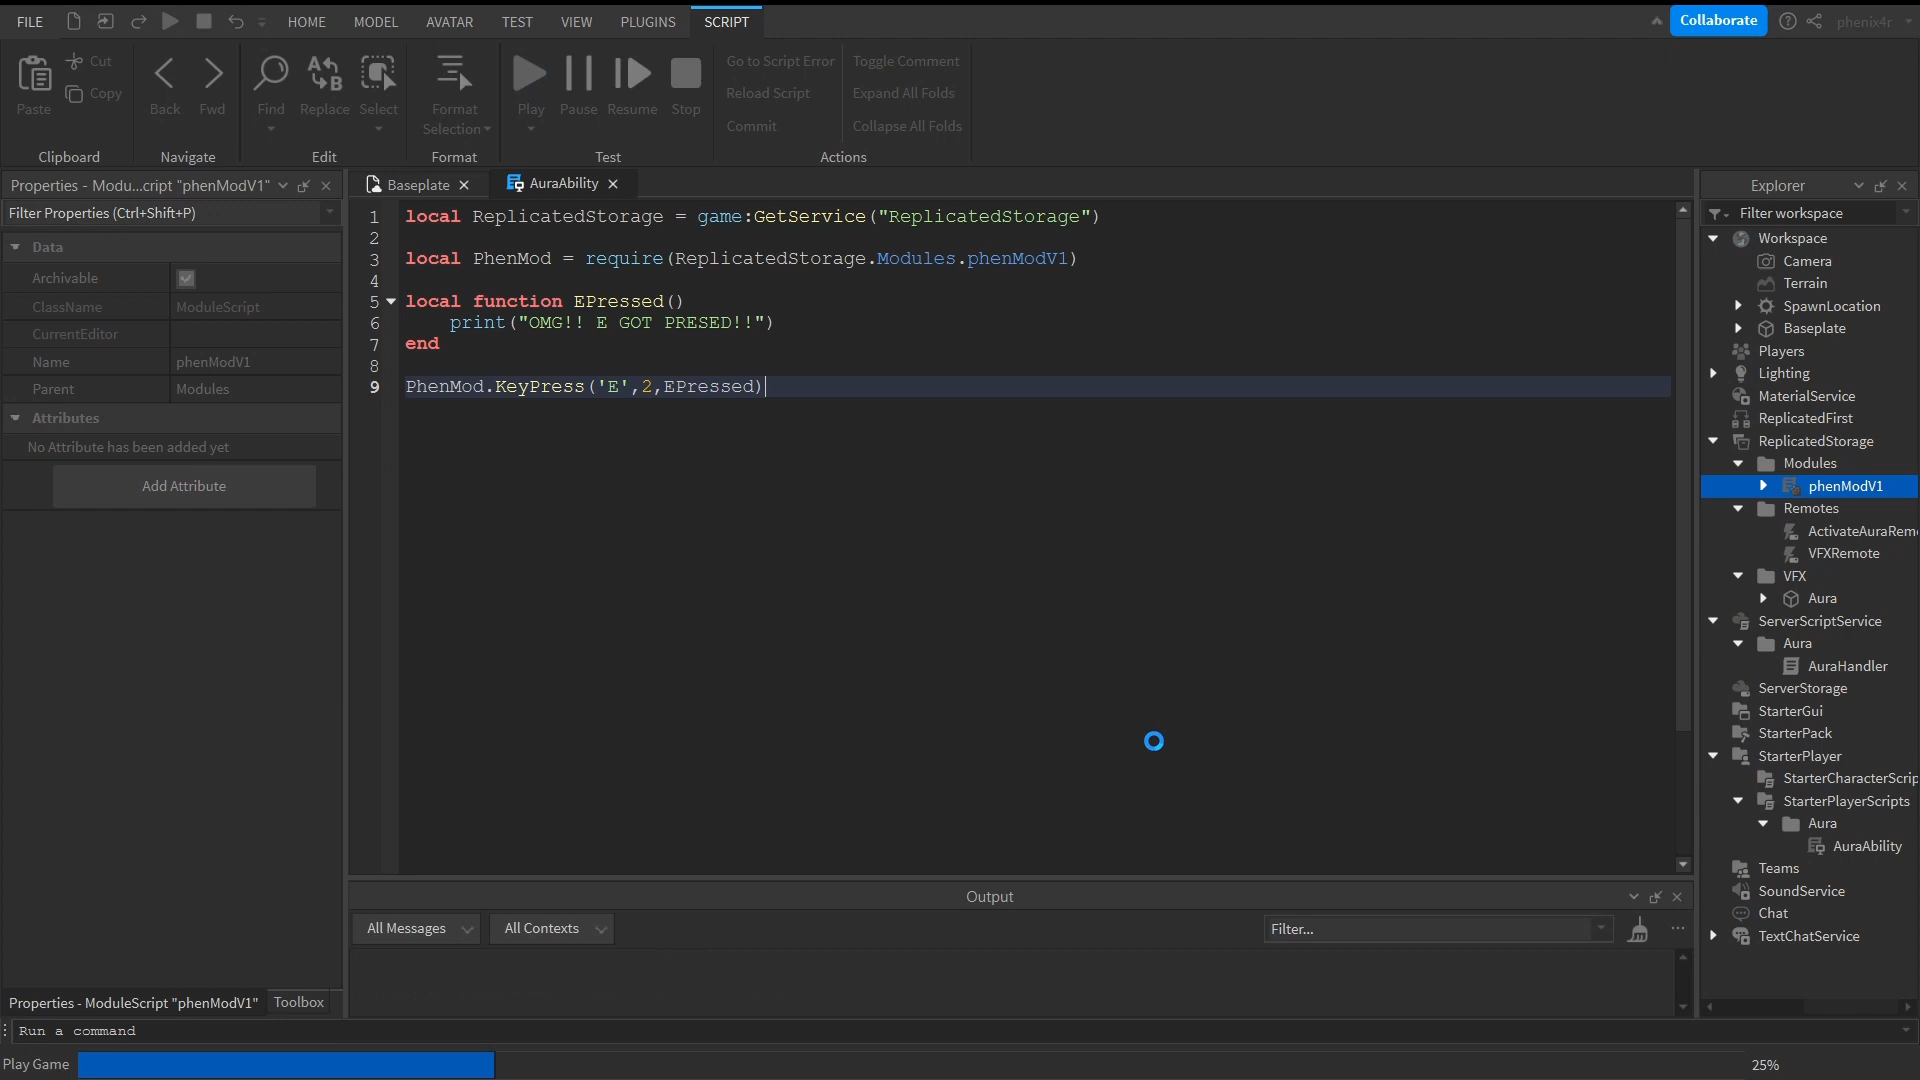 FILE HOME MODEL AVATAR TEST VIEW PLUGINS SCRIPT Collaborate phenix4r
Paste Cut Copy Back Fwd Find Replace Select Format Selection Play Pause Resume Stop
Go to Script Error Toggle Comment
Reload Script Expand All Folds
Commit Collapse All Folds
Clipboard Navigate Edit Format Test Actions
Properties - Modu...cript "phenModV1"
Filter Properties (Ctrl+Shift+P)
Data
Archivable
ClassName ModuleScript
CurrentEditor
Name phenModV1
Parent Modules
Attributes
No Attribute has been added yet
Add Attribute
Properties - ModuleScript "phenModV1" Toolbox
Baseplate AuraAbility
1 local ReplicatedStorage = game:GetService("ReplicatedStorage")
2
3 local PhenMod = require(ReplicatedStorage.Modules.phenModV1)
4
5 local function EPressed()
6 print("OMG!! E GOT PRESED!!")
7 end
8
9 PhenMod.KeyPress('E',2,EPressed)
Output
All Messages All Contexts Filter... ...
Explorer
Filter workspace
Workspace
Camera
Terrain
SpawnLocation
Baseplate
Players
Lighting
MaterialService
ReplicatedFirst
ReplicatedStorage
Modules
phenModV1
Remotes
ActivateAuraRem
VFXRemote
VFX
Aura
ServerScriptService
Aura
AuraHandler
ServerStorage
StarterGui
StarterPack
StarterPlayer
StarterCharacterScrip
StarterPlayerScripts
Aura
AuraAbility
Teams
SoundService
Chat
TextChatService
Run a command
Play Game 25%